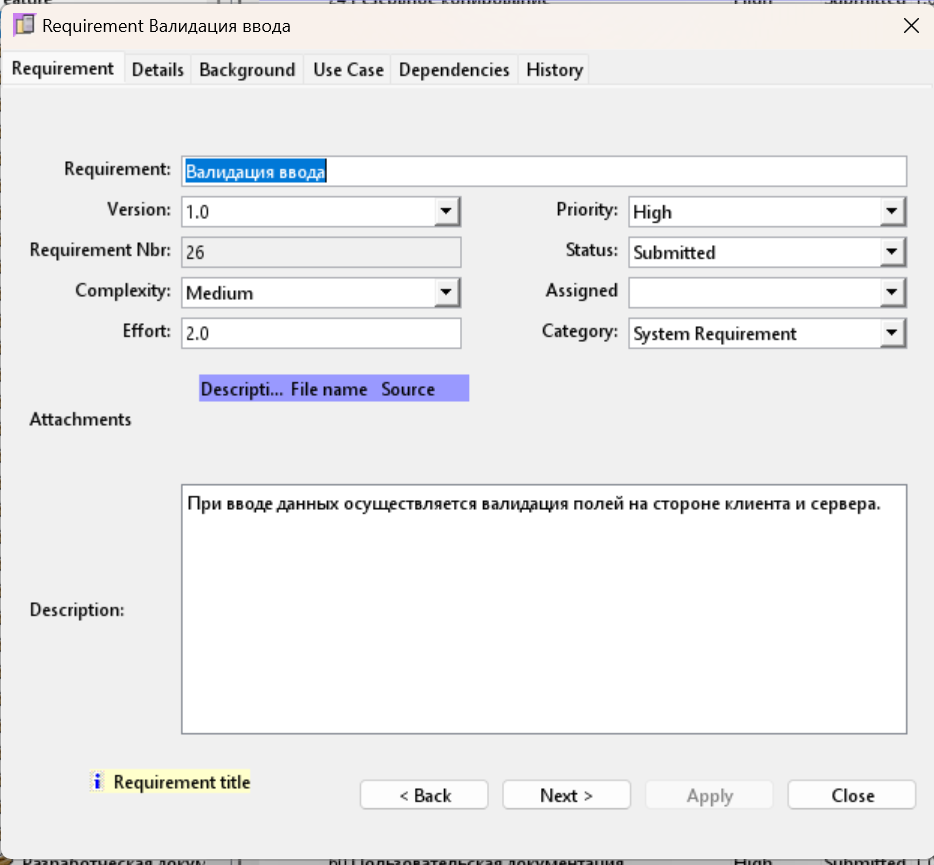 Requirement Валидация ввода
Requirement Details Background Use Case Dependencies History
Requirement: Валидация ввода
Version: 1.0 Priority: High
Requirement Nbr: 26 Status: Submitted
Complexity: Medium Assigned
Effort: 2.0 Category: System Requirement
Descripti... File name Source
Attachments
При вводе данных осуществляется валидация полей на стороне клиента и сервера.
Description:
Requirement title
< Back Next > Apply Close